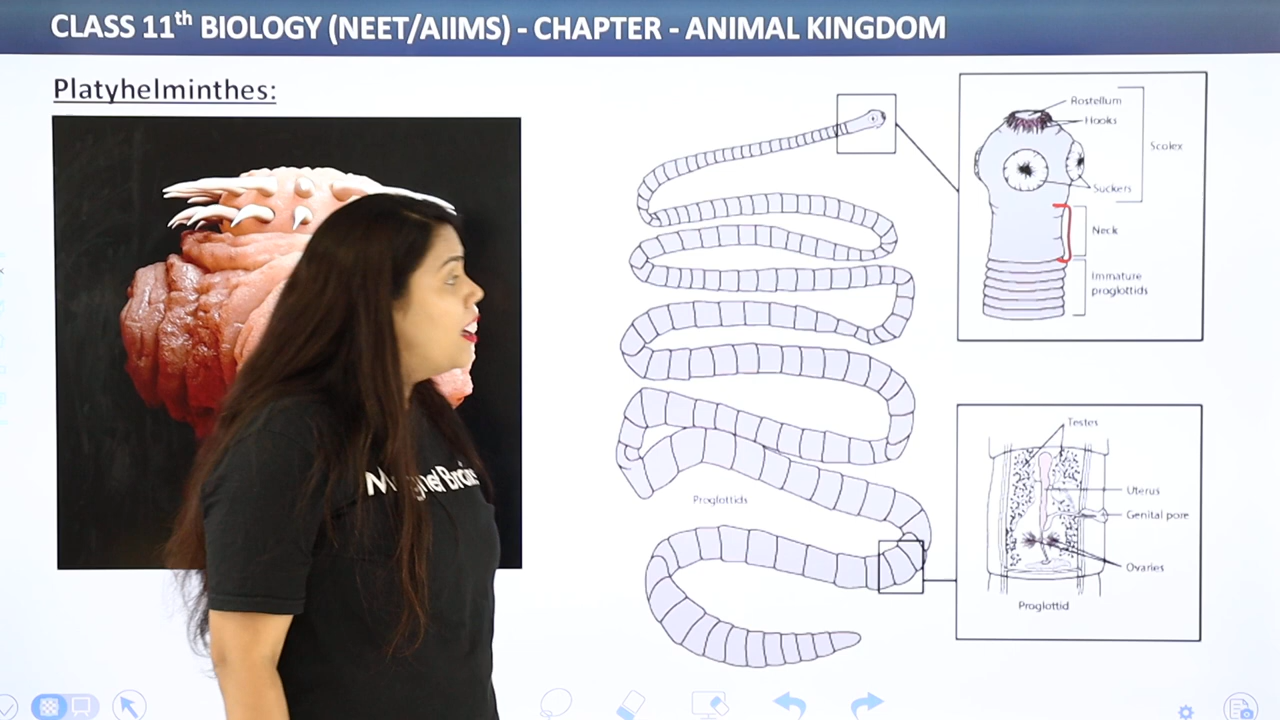 CLASS 11th BIOLOGY (NEET/AIIMS) - CHAPTER - ANIMAL KINGDOM
Platyhelminthes:
Rostellum
Hooks
Scolex
Suckers
Neck
Immature
proglottids
Proglottids
Testes
Uterus
Genital pore
Ovaries
Proglottid